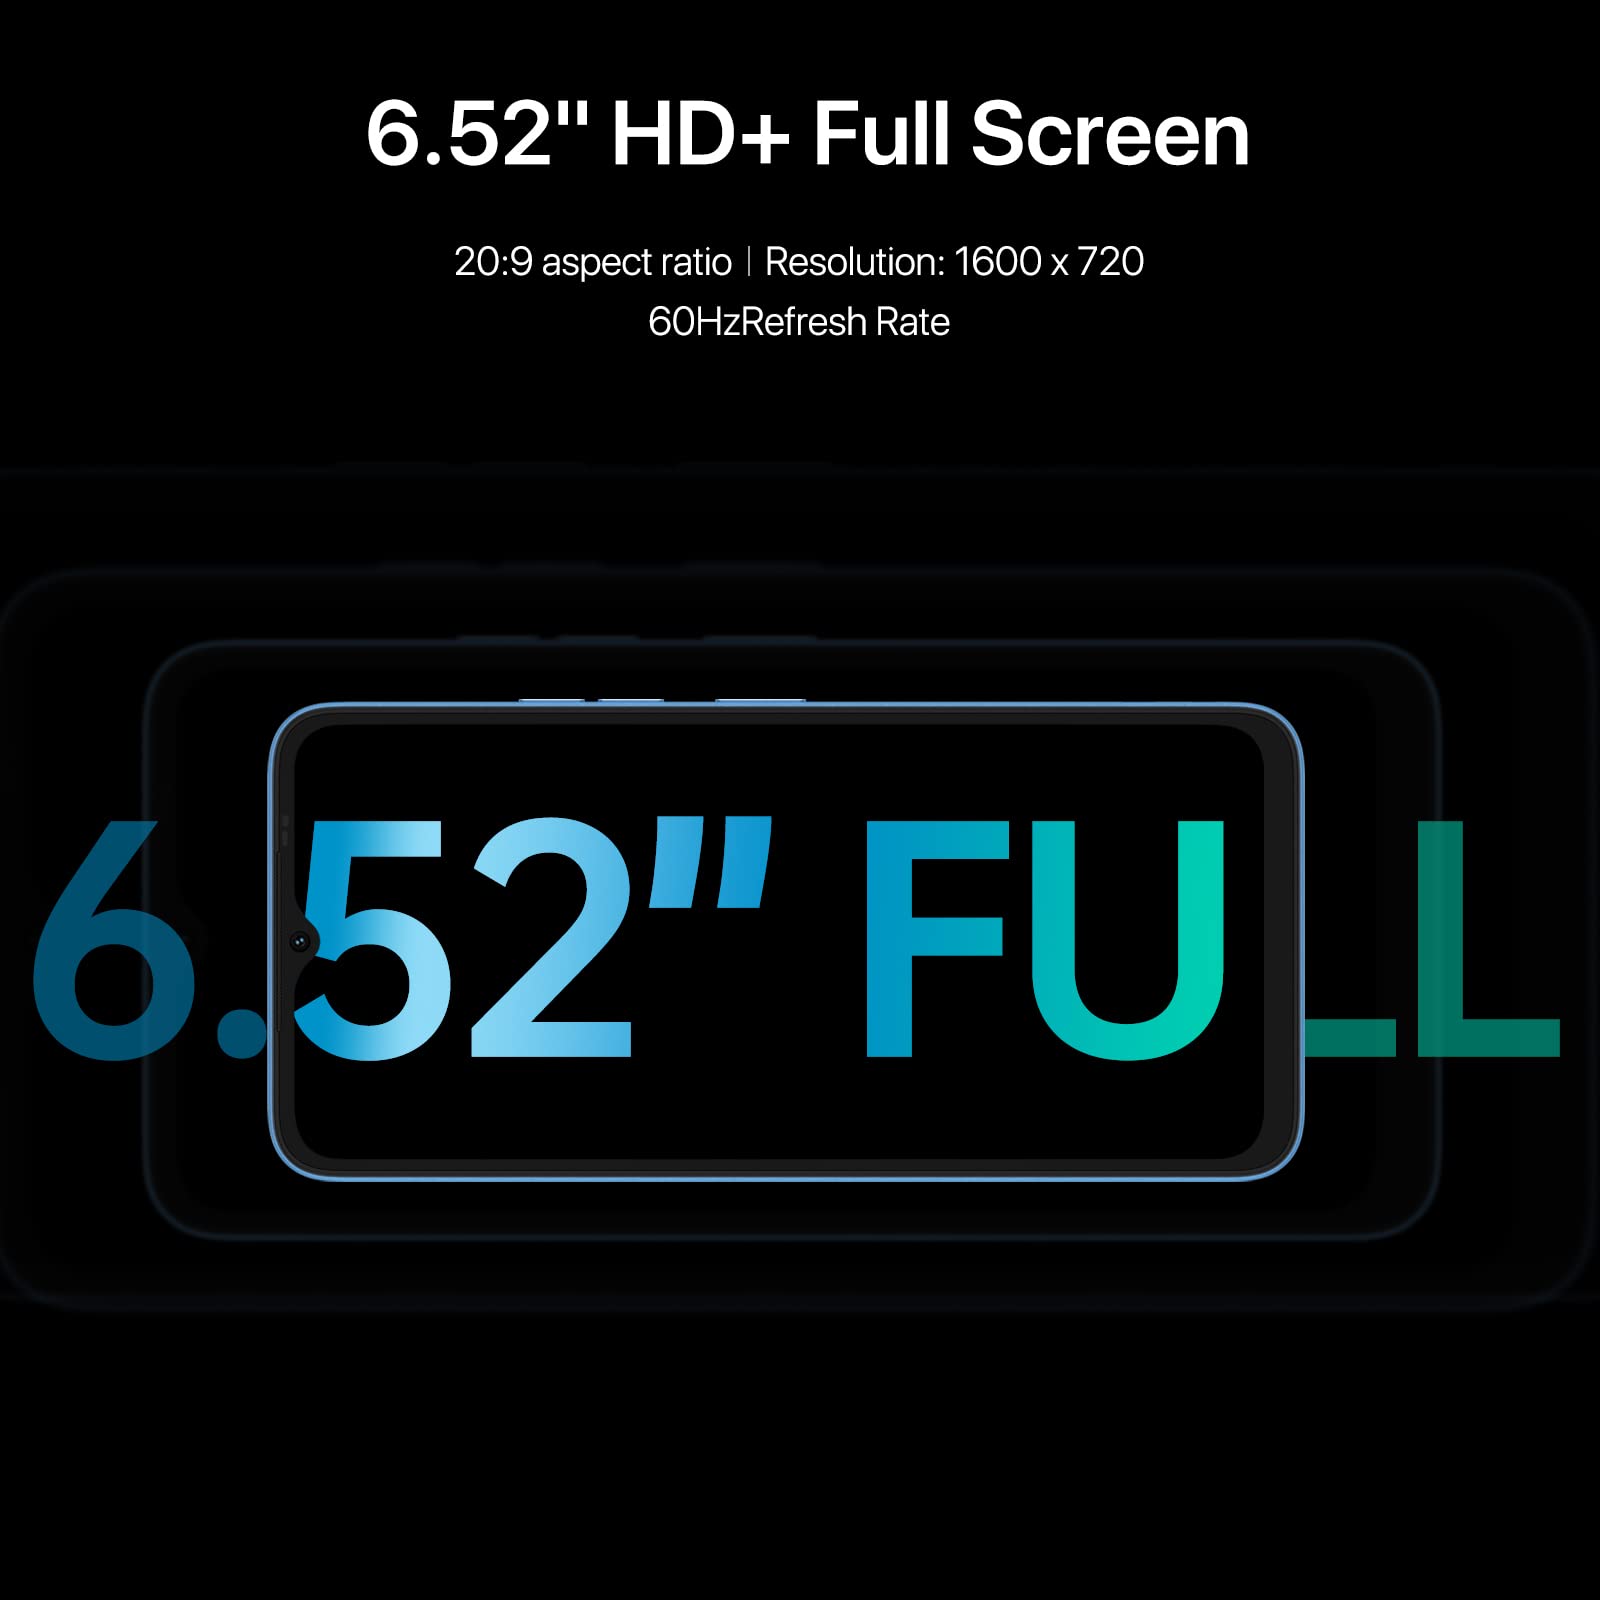 6.52" HD+ Full Screen
20:9 aspect ratio | Resolution: 1600 x 720
60HzRefresh Rate
6.52" FULL